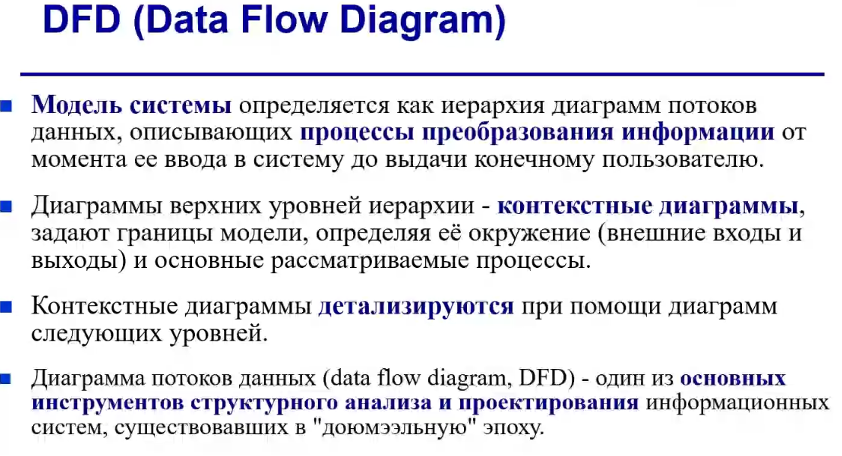 DFD (Data Flow Diagram)
Модель системы определяется как иерархия диаграмм потоков
данных, описывающих процессы преобразования информации от
момента ее ввода в систему до выдачи конечному пользователю.
Диаграммы верхних уровней иерархии - контекстные диаграммы,
задают границы модели, определяя её окружение (внешние входы и
выходы) и основные рассматриваемые процессы.
Контекстные диаграммы детализируются при помощи диаграмм
следующих уровней.
Диаграмма потоков данных (data flow diagram, DFD) - один из основных
инструментов структурного анализа и проектирования информационных
систем, существовавших в "доюмээльную" эпоху.